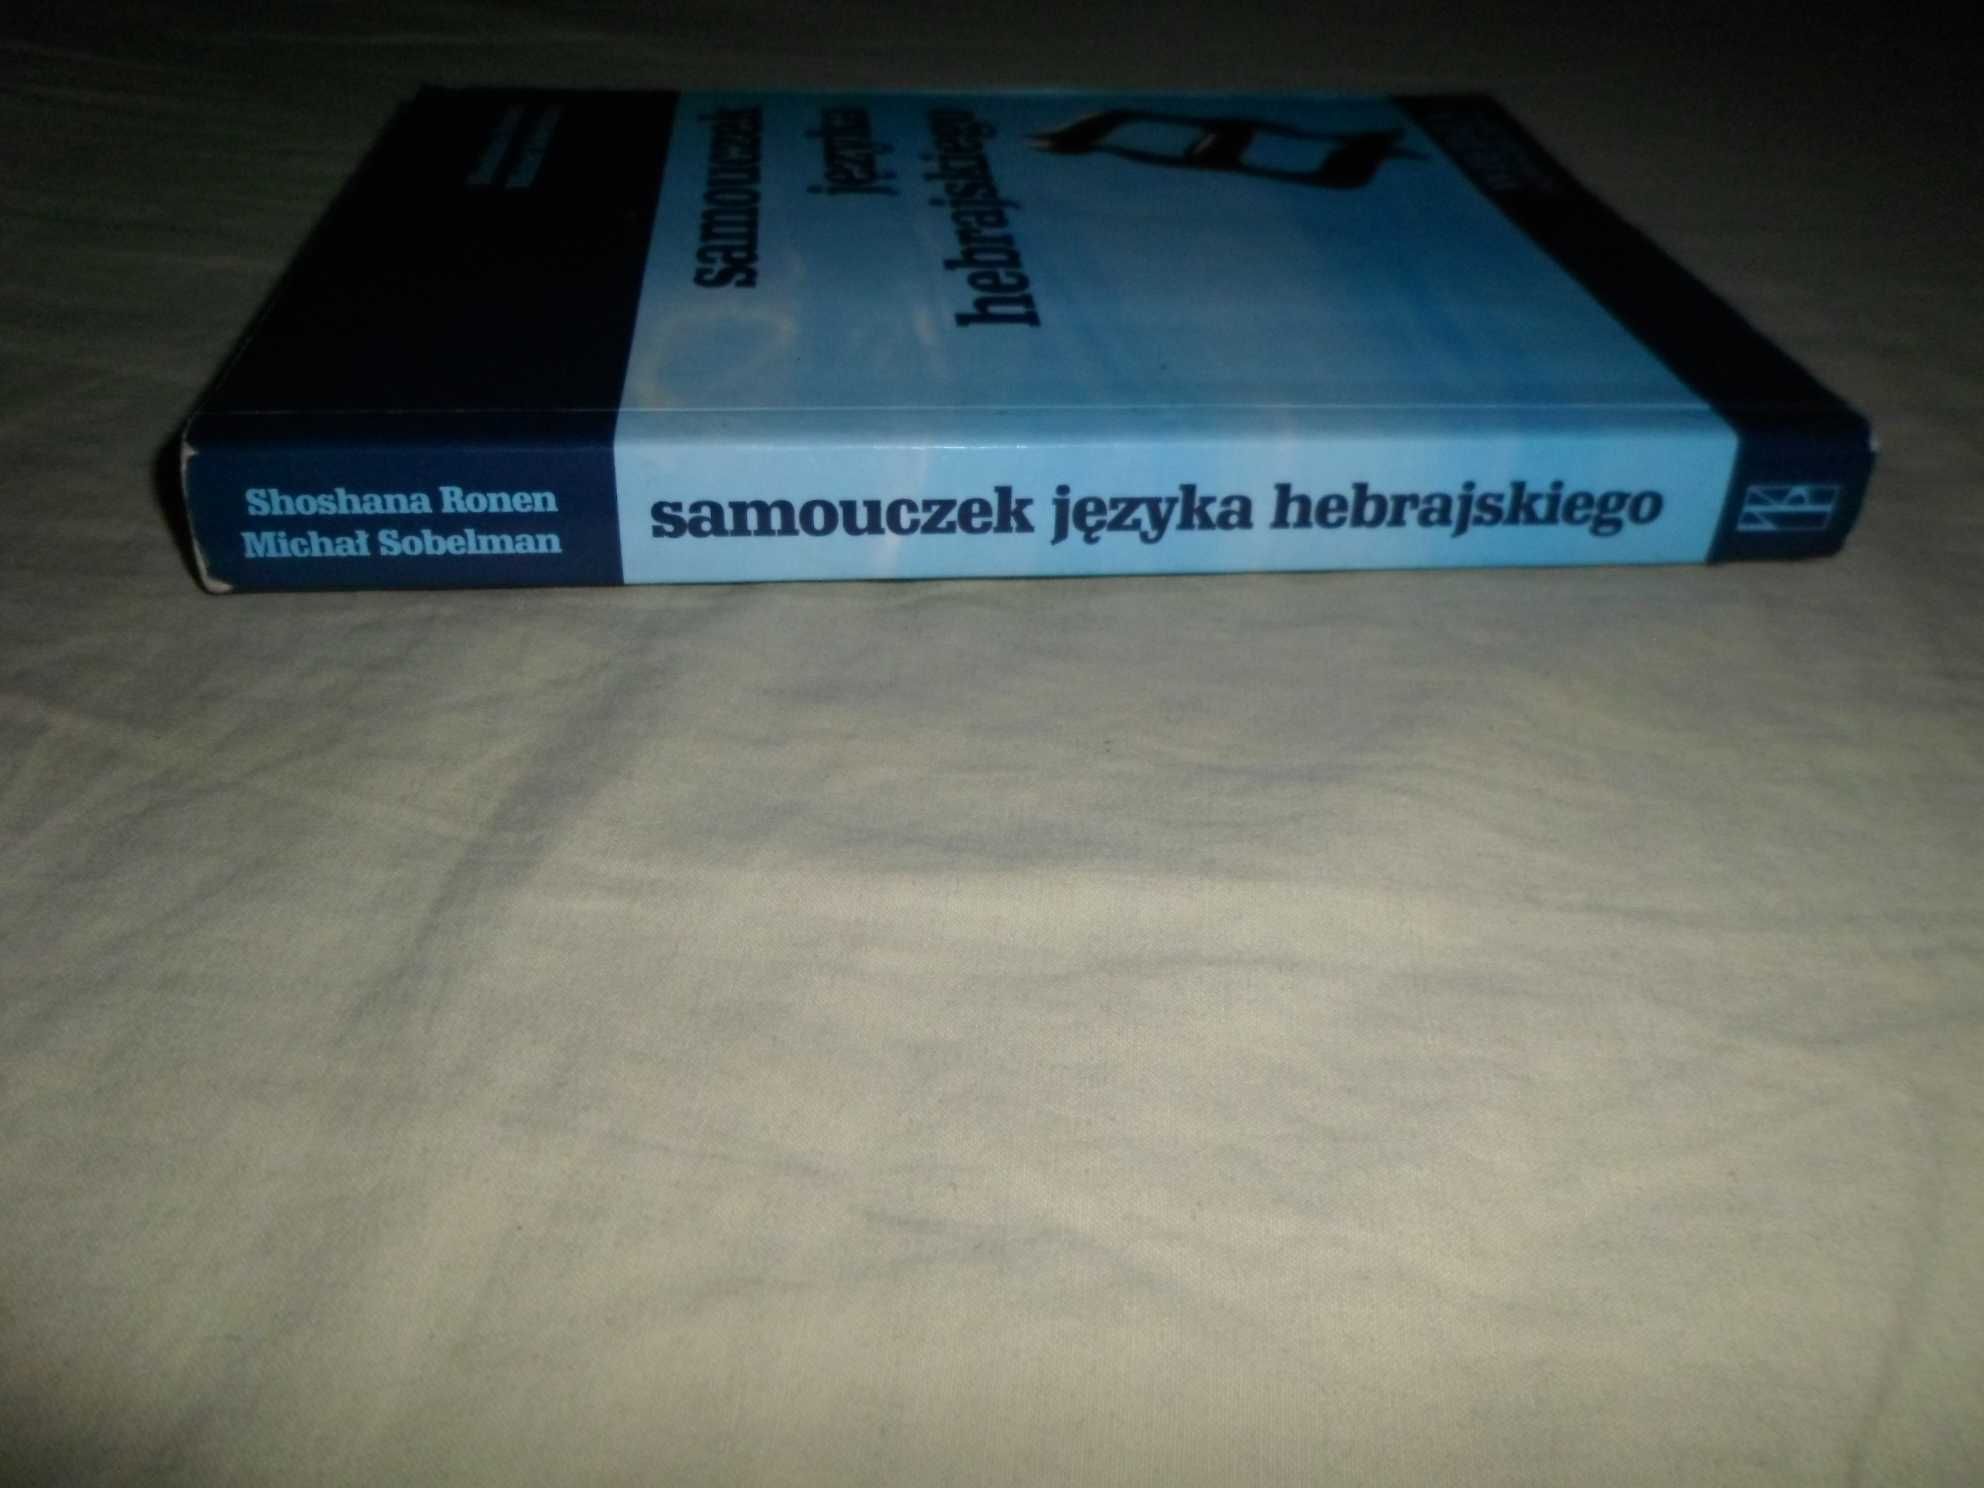 samouczek
języka
hebrajskiego
Shoshana Ronen
Michał Sobelman
samouczek języka hebrajskiego